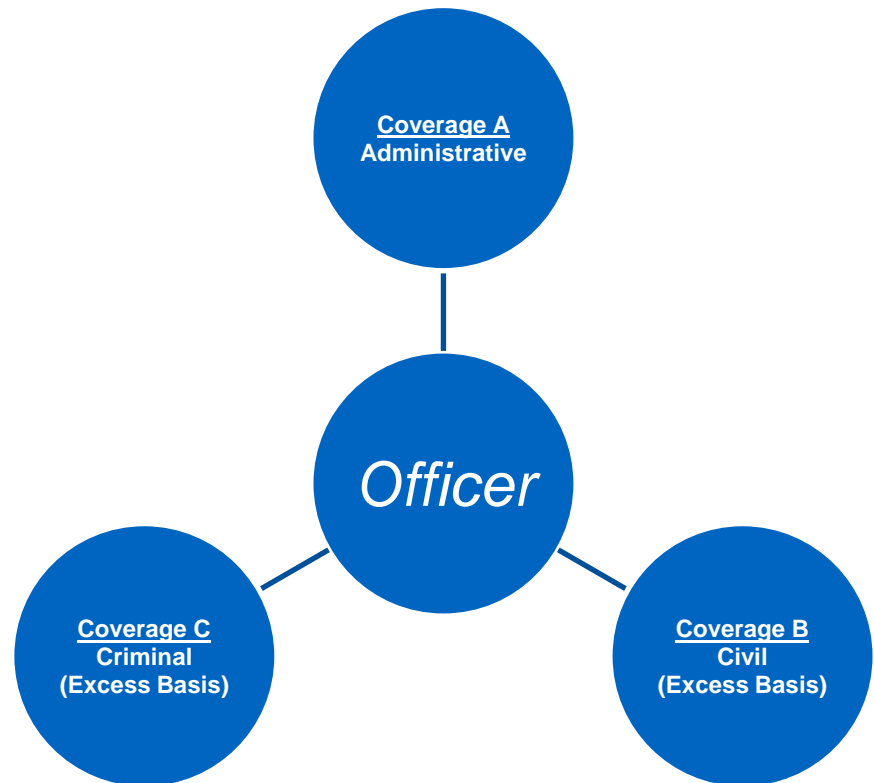 Coverage A
Administrative
Officer
Coverage C
Criminal
(Excess Basis)
Coverage B
Civil
(Excess Basis)